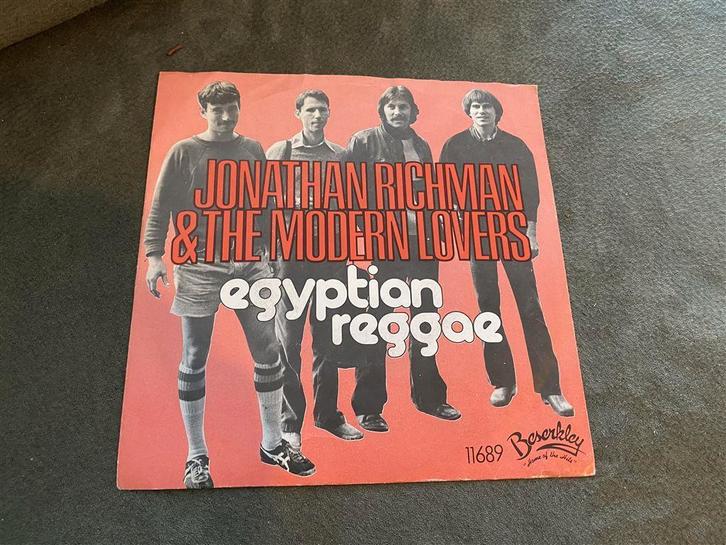 JONATHAN RICHMAN
& THE MODERN LOVERS
egyptian
reggae
11689
Beserkley
"Home of the Hits"